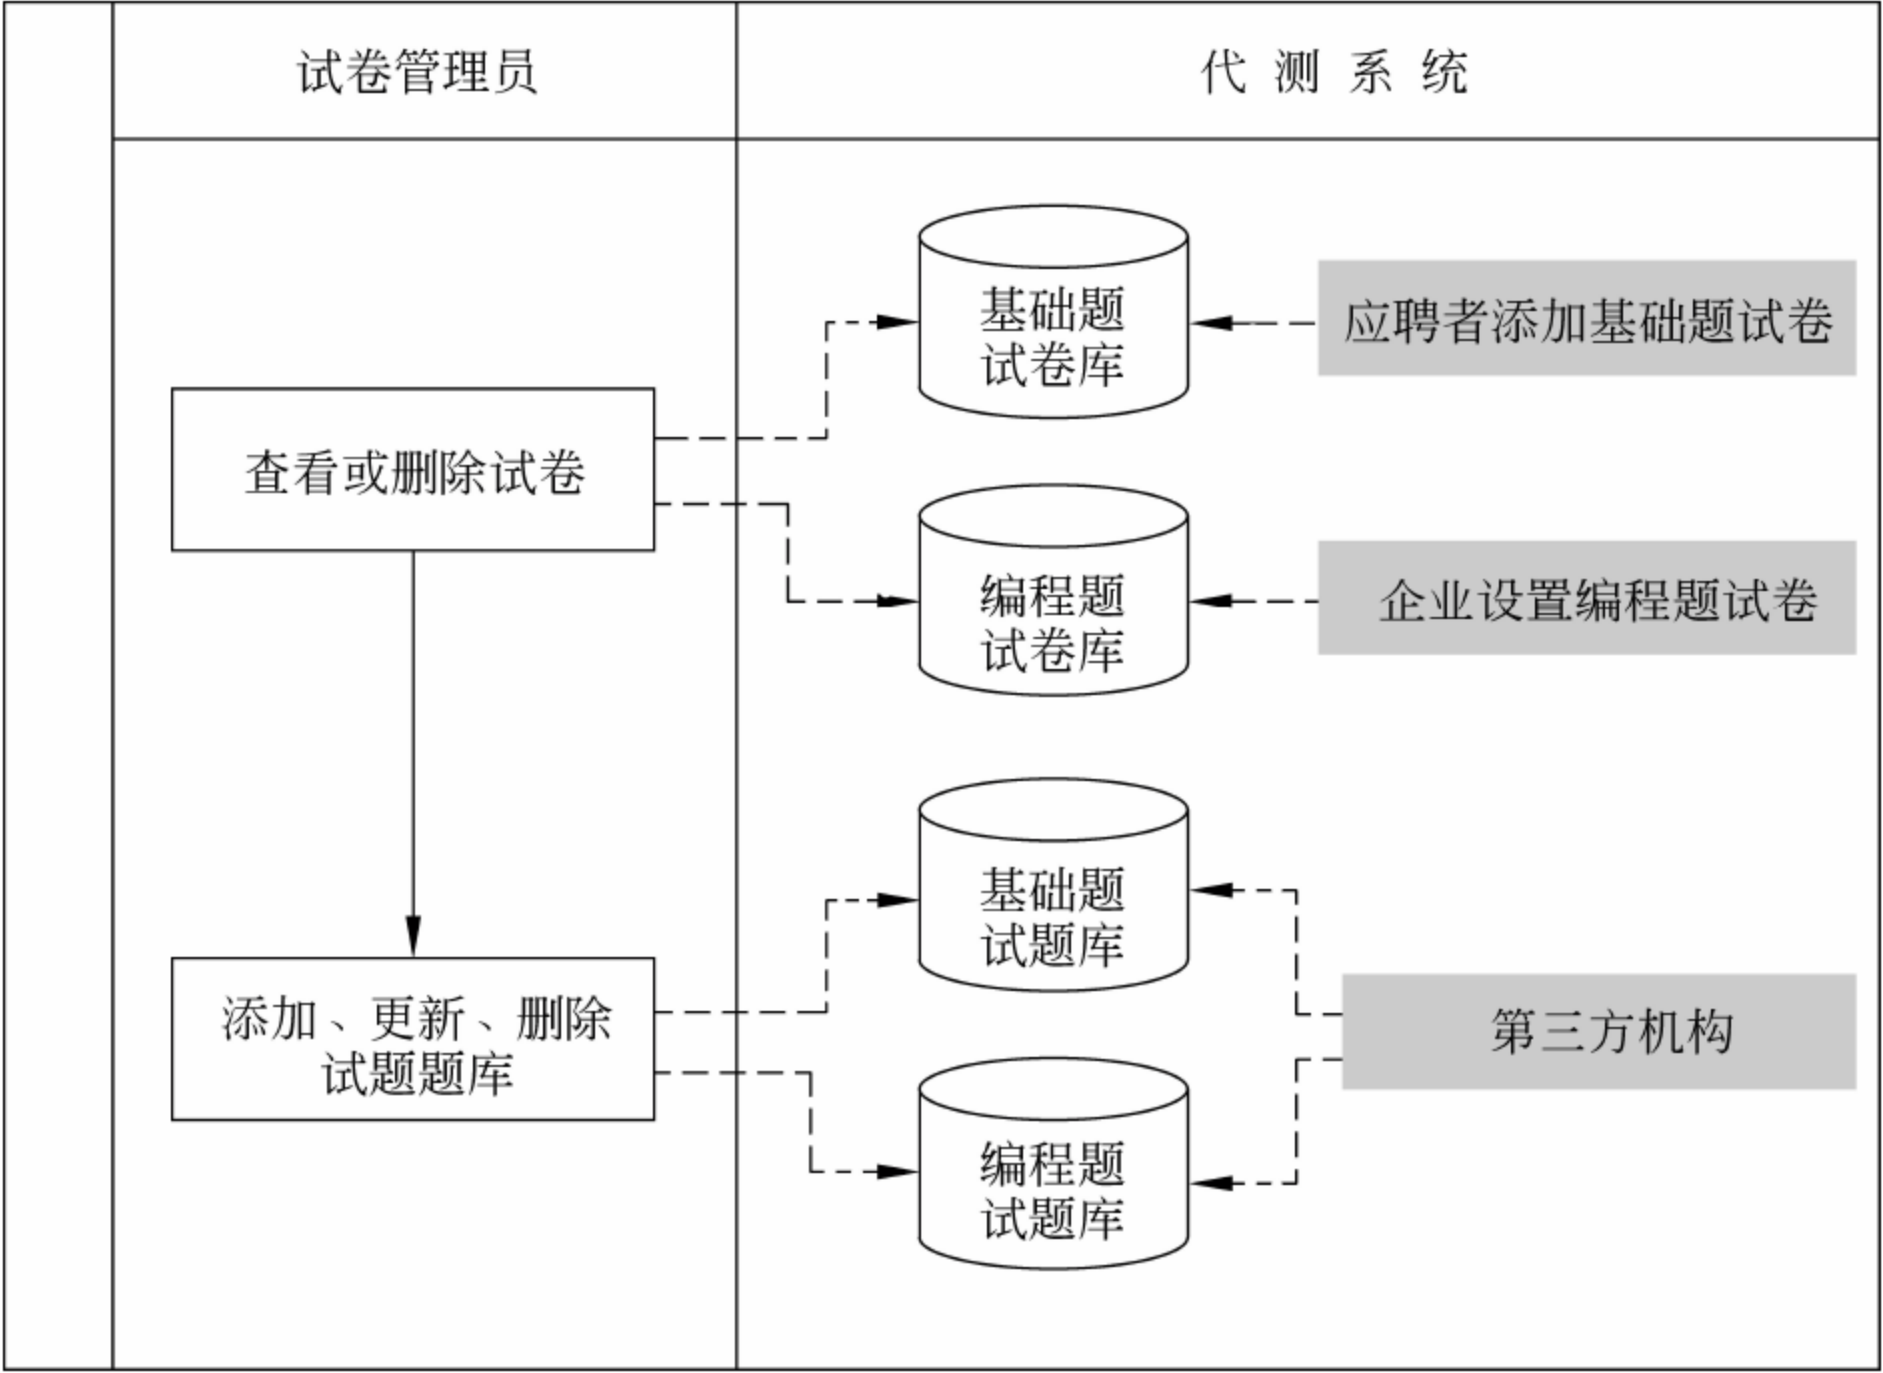 试卷管理员
代测系统
基础题
试卷库
应聘者添加基础题试卷
查看或删除试卷
编程题
试卷库
企业设置编程题试卷
基础题
试题库
添加、更新、删除
试题题库
第三方机构
编程题
试题库